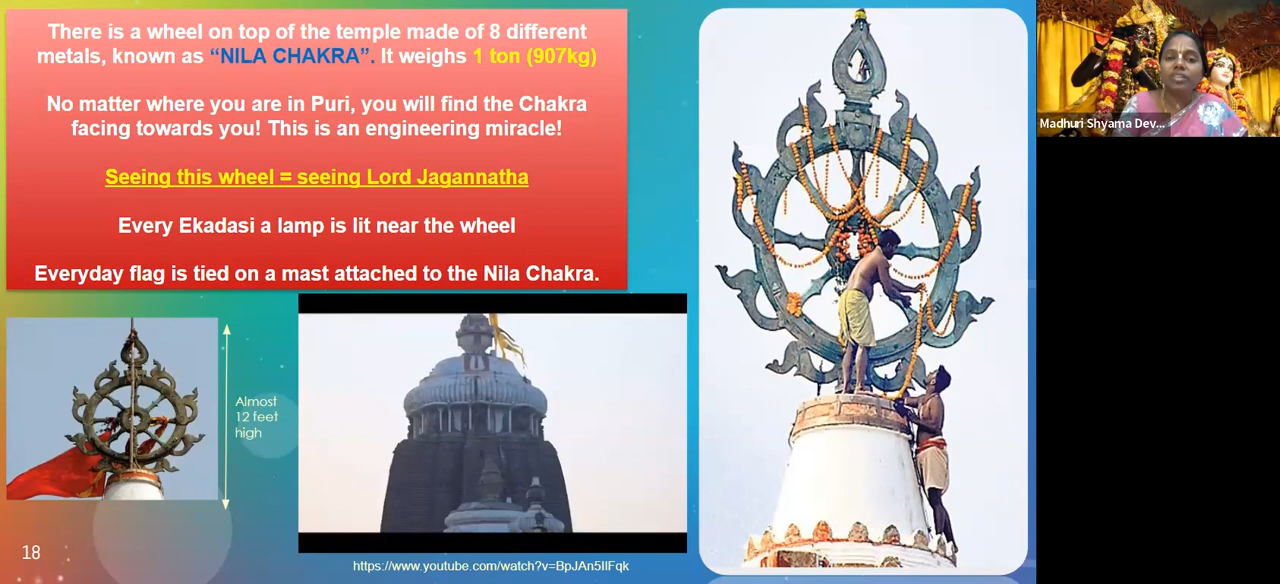 There is a wheel on top of the temple made of 8 different
metals, known as “NILA CHAKRA”. It weighs 1 ton (907kg)
No matter where you are in Puri, you will find the Chakra
facing towards you! This is an engineering miracle!
Seeing this wheel = seeing Lord Jagannatha
Every Ekadasi a lamp is lit near the wheel
Everyday flag is tied on a mast attached to the Nila Chakra.
Almost
12 feet
high
18
https://www.youtube.com/watch?v=BpJAn5IlFqk
Madhuri Shyama Dev...